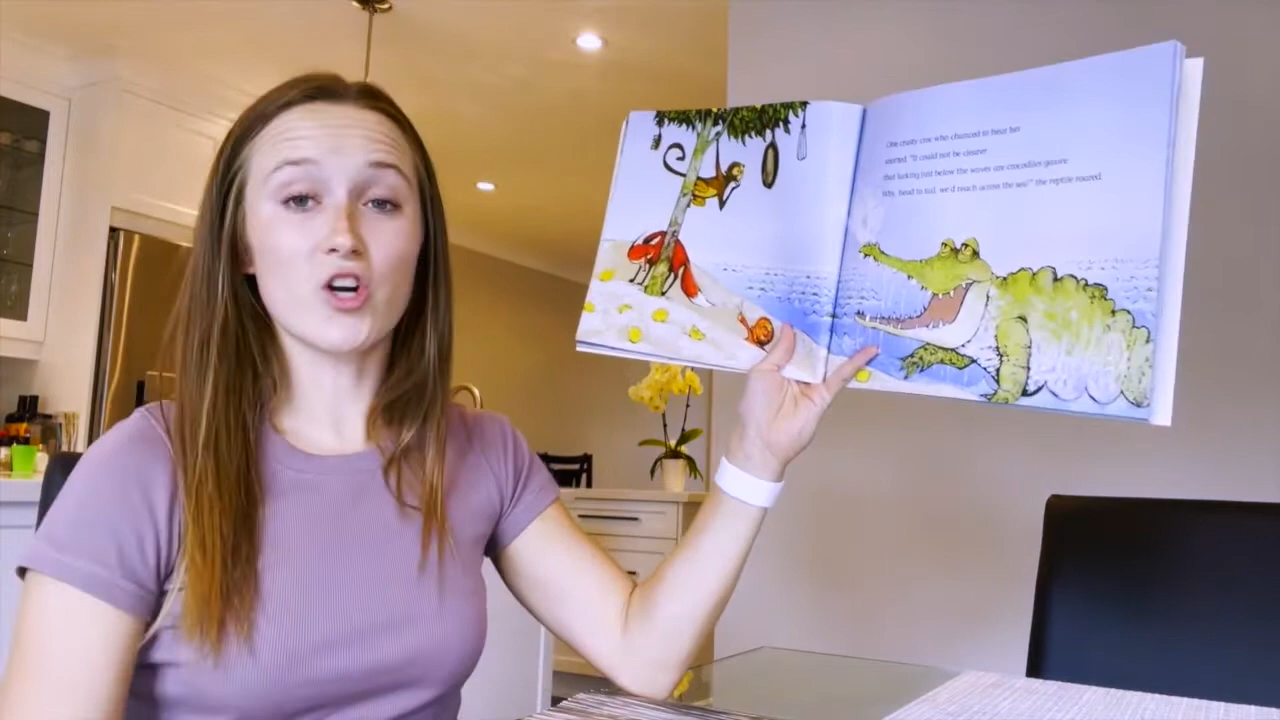 One crusty croc who chanced to hear her
snorted, "It could not be clearer
that lurking just below the waves are crocodiles galore.
Why, head to tail, we'd reach across the sea!" the reptile roared.